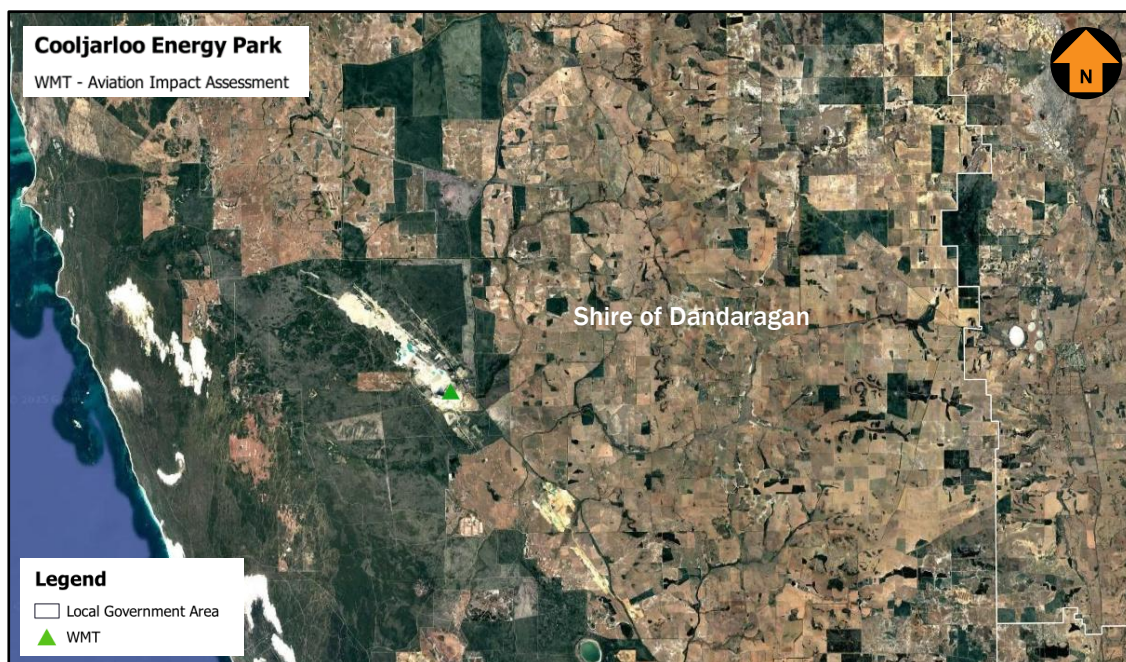 Cooljarloo Energy Park
WMT - Aviation Impact Assessment
N
Shire of Dandaragan
Legend
Local Government Area
WMT